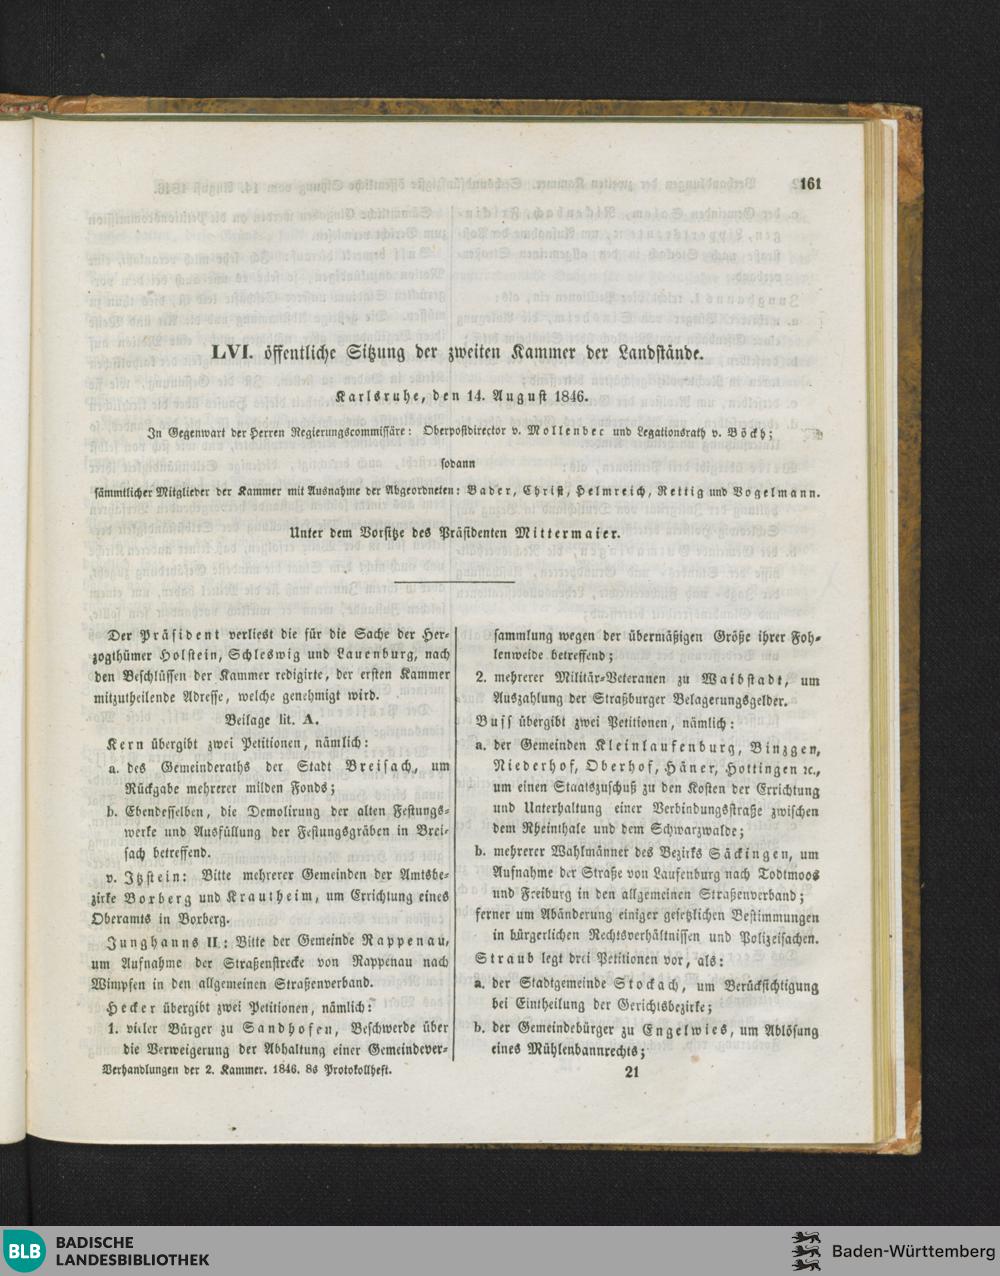 161
LVI. öffentliche Sitzung der zweiten Kammer der Landstände.
Karlsruhe, den 14. August 1846.
In Gegenwart der Herren Regierungscommissäre: Oberpostdirector v. Mollenbec und Legationsrath v. Böckh;
sodann
sämmtlicher Mitglieder der Kammer mit Ausnahme der Abgeordneten: Bader, Christ, Helmreich, Rettig und Vogelmann.
Unter dem Vorsitze des Präsidenten Mittermaier.
Der Präsident verliest die für die Sache der Her-
zogthümer Holstein, Schleswig und Lauenburg, nach
den Beschlüssen der Kammer redigirte, der ersten Kammer
mitzutheilende Adresse, welche genehmigt wird.
Beilage lit. A.
Kern übergibt zwei Petitionen, nämlich:
a. des Gemeinderaths der Stadt Breisach, um
Rückgabe mehrerer milden Fonds;
b. Ebendesselben, die Demolirung der alten Festungs-
werke und Ausfüllung der Festungsgräben in Brei-
sach betreffend.
v. Itzstein: Bitte mehrerer Gemeinden der Amtsbe-
zirke Borberg und Krautheim, um Errichtung eines
Oberamts in Borberg.
Junghanns II.: Bitte der Gemeinde Rappenau,
um Aufnahme der Straßenstrecke von Rappenau nach
Wimpfen in den allgemeinen Straßenverband.
Hecker übergibt zwei Petitionen, nämlich:
1. vieler Bürger zu Sandhofen, Beschwerde über
die Verweigerung der Abhaltung einer Gemeindever-
Verhandlungen der 2. Kammer. 1846. 8s Protokollheft.
sammlung wegen der übermäßigen Größe ihrer Foh-
lenweide betreffend;
2. mehrerer Militär-Veteranen zu Waibstadt, um
Auszahlung der Straßburger Belagerungsgelder.
Buss übergibt zwei Petitionen, nämlich:
a. der Gemeinden Kleinlaufenburg, Binzgen,
Niederhof, Oberhof, Häner, Hottingen ꝛc.,
um einen Staatszuschuß zu den Kosten der Errichtung
und Unterhaltung einer Verbindungsstraße zwischen
dem Rheinthale und dem Schwarzwalde;
b. mehrerer Wahlmänner des Bezirks Säckingen, um
Aufnahme der Straße von Laufenburg nach Todtmoos
und Freiburg in den allgemeinen Straßenverband;
ferner um Abänderung einiger gesetzlichen Bestimmungen
in bürgerlichen Rechtsverhältnissen und Polizeisachen.
Straub legt drei Petitionen vor, als:
a. der Stadtgemeinde Stockach, um Berücksichtigung
bei Eintheilung der Gerichtsbezirke;
b. der Gemeindebürger zu Engelwies, um Ablösung
eines Mühlenbannrechts;
21
BLB BADISCHE
LANDESBIBLIOTHEK
Baden-Württemberg